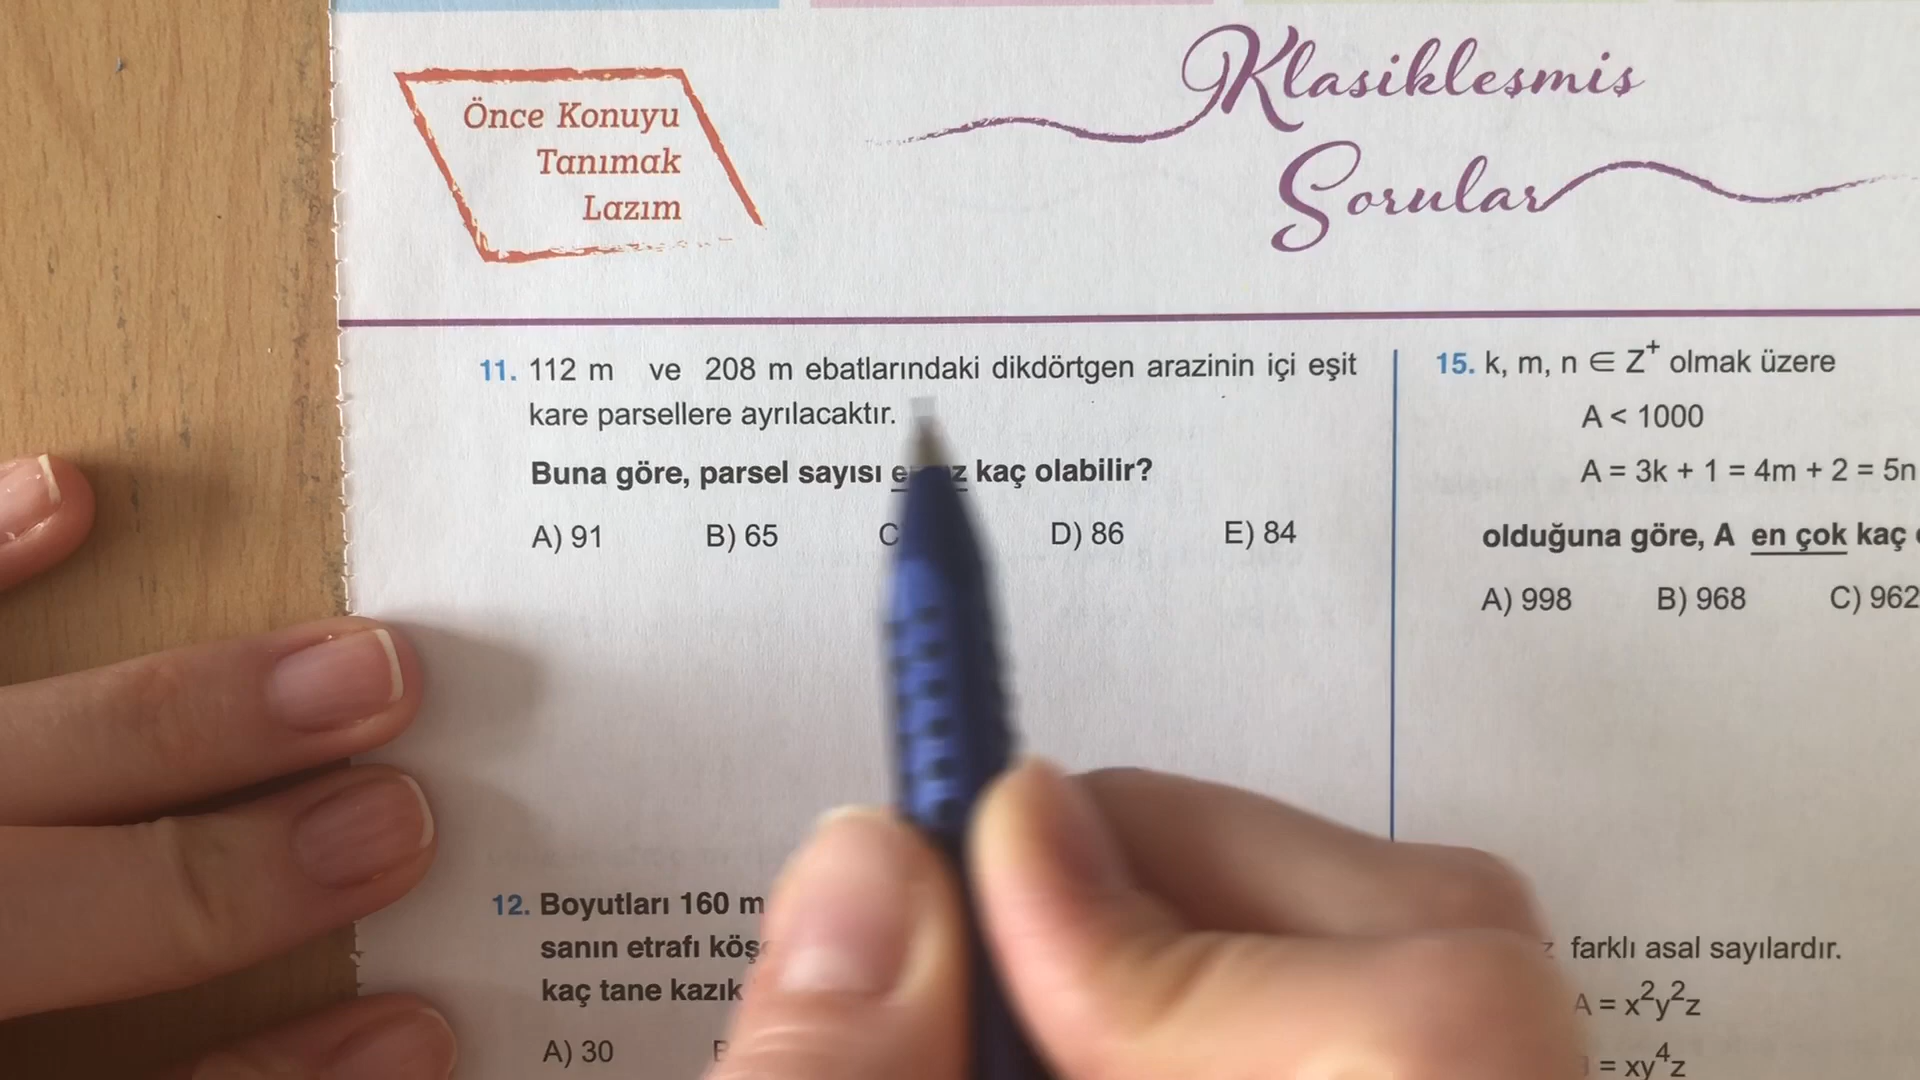 Önce Konuyu
Tanımak
Lazım
Klasikleşmiş
Sorular
11. 112 m ve 208 m ebatlarındaki dikdörtgen arazinin içi eşit
kare parsellere ayrılacaktır.
Buna göre, parsel sayısı kaç olabilir?
A) 91 B) 65 C D) 86 E) 84
12. Boyutları 160 m
sanın etrafı
kaç tane kazık
A) 30
15. k, m, n ∈ Z⁺ olmak üzere
A < 1000
A = 3k + 1 = 4m + 2 = 5n
olduğuna göre, A en çok kaç
A) 998 B) 968 C) 962
farklı asal sayılardır.
A = x²y²z
= xy⁴z